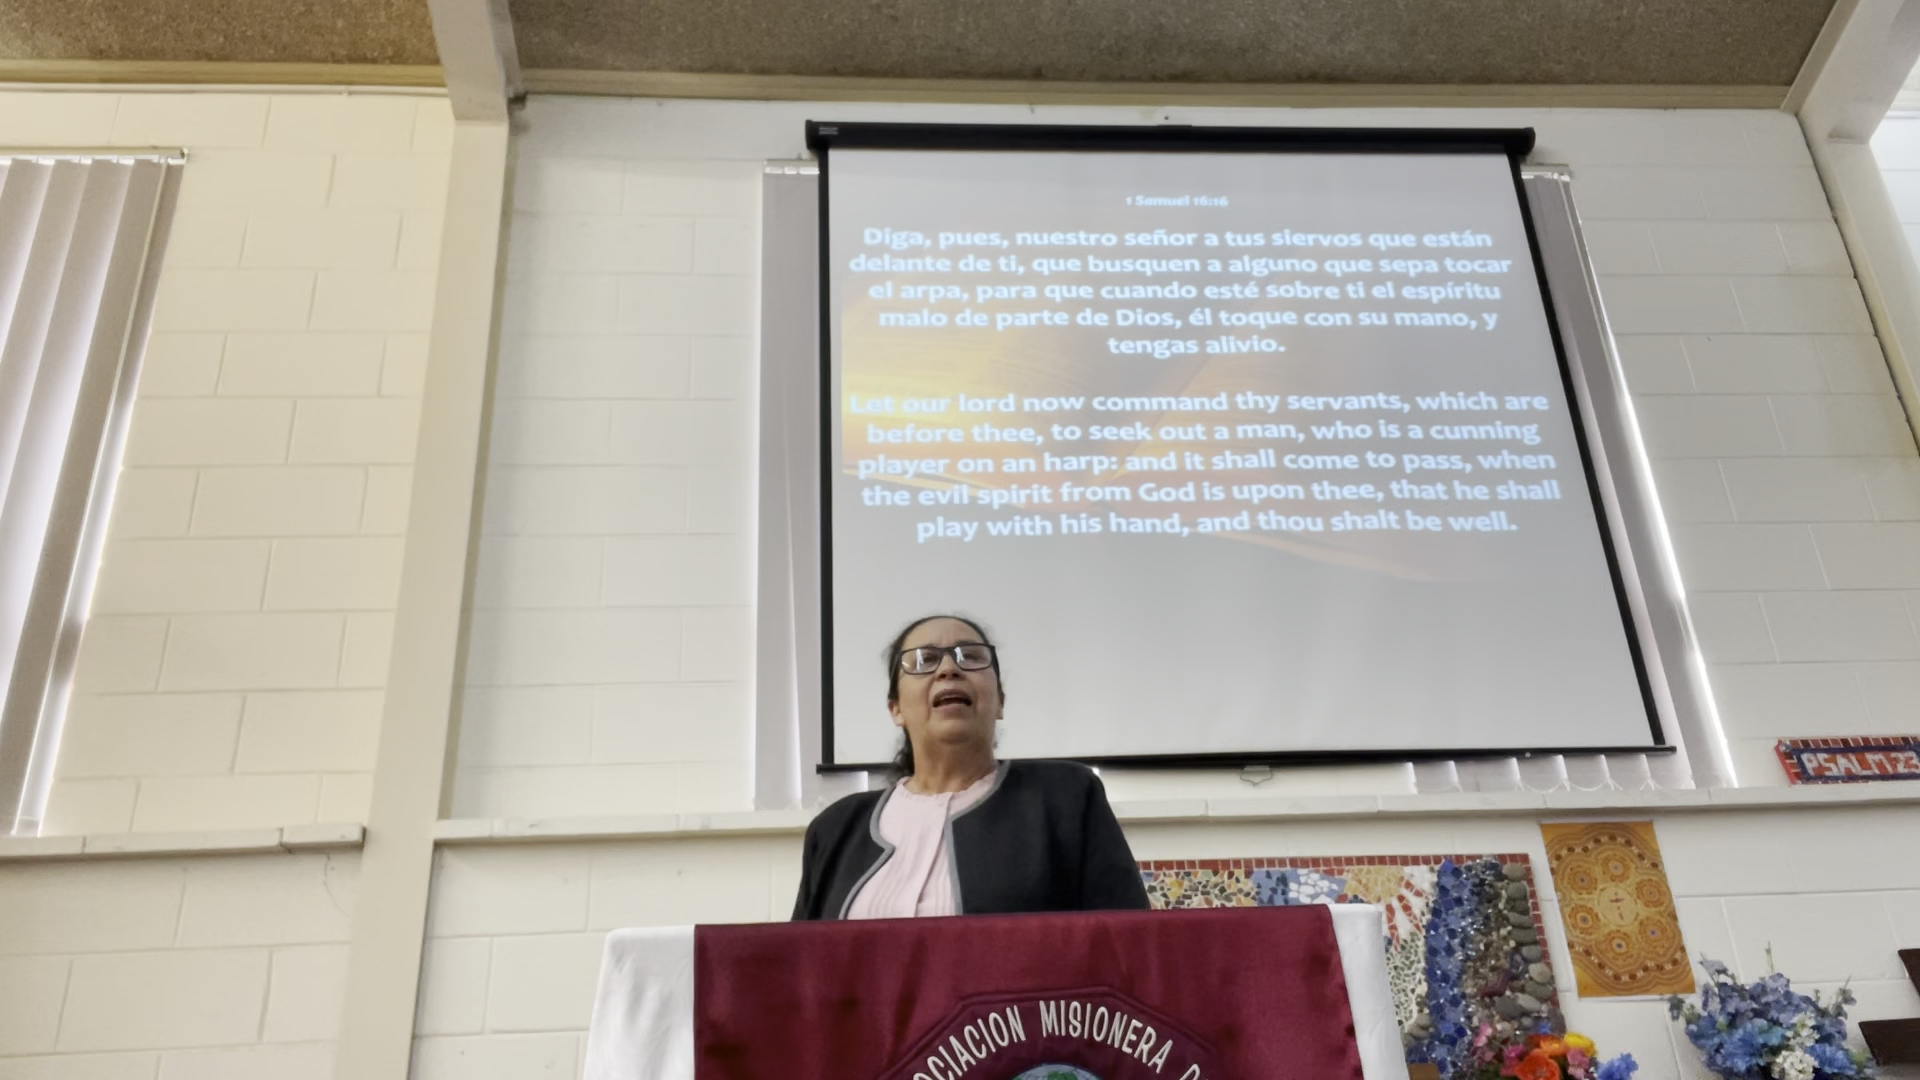 1 Samuel 16:16
Diga, pues, nuestro señor a tus siervos que están
delante de ti, que busquen a alguno que sepa tocar
el arpa, para que cuando esté sobre ti el espíritu
malo de parte de Dios, él toque con su mano, y
tengas alivio.
Let our lord now command thy servants, which are
before thee, to seek out a man, who is a cunning
player on an harp: and it shall come to pass, when
the evil spirit from God is upon thee, that he shall
play with his hand, and thou shalt be well.
PSALM 23
OCIACION MISIONERA